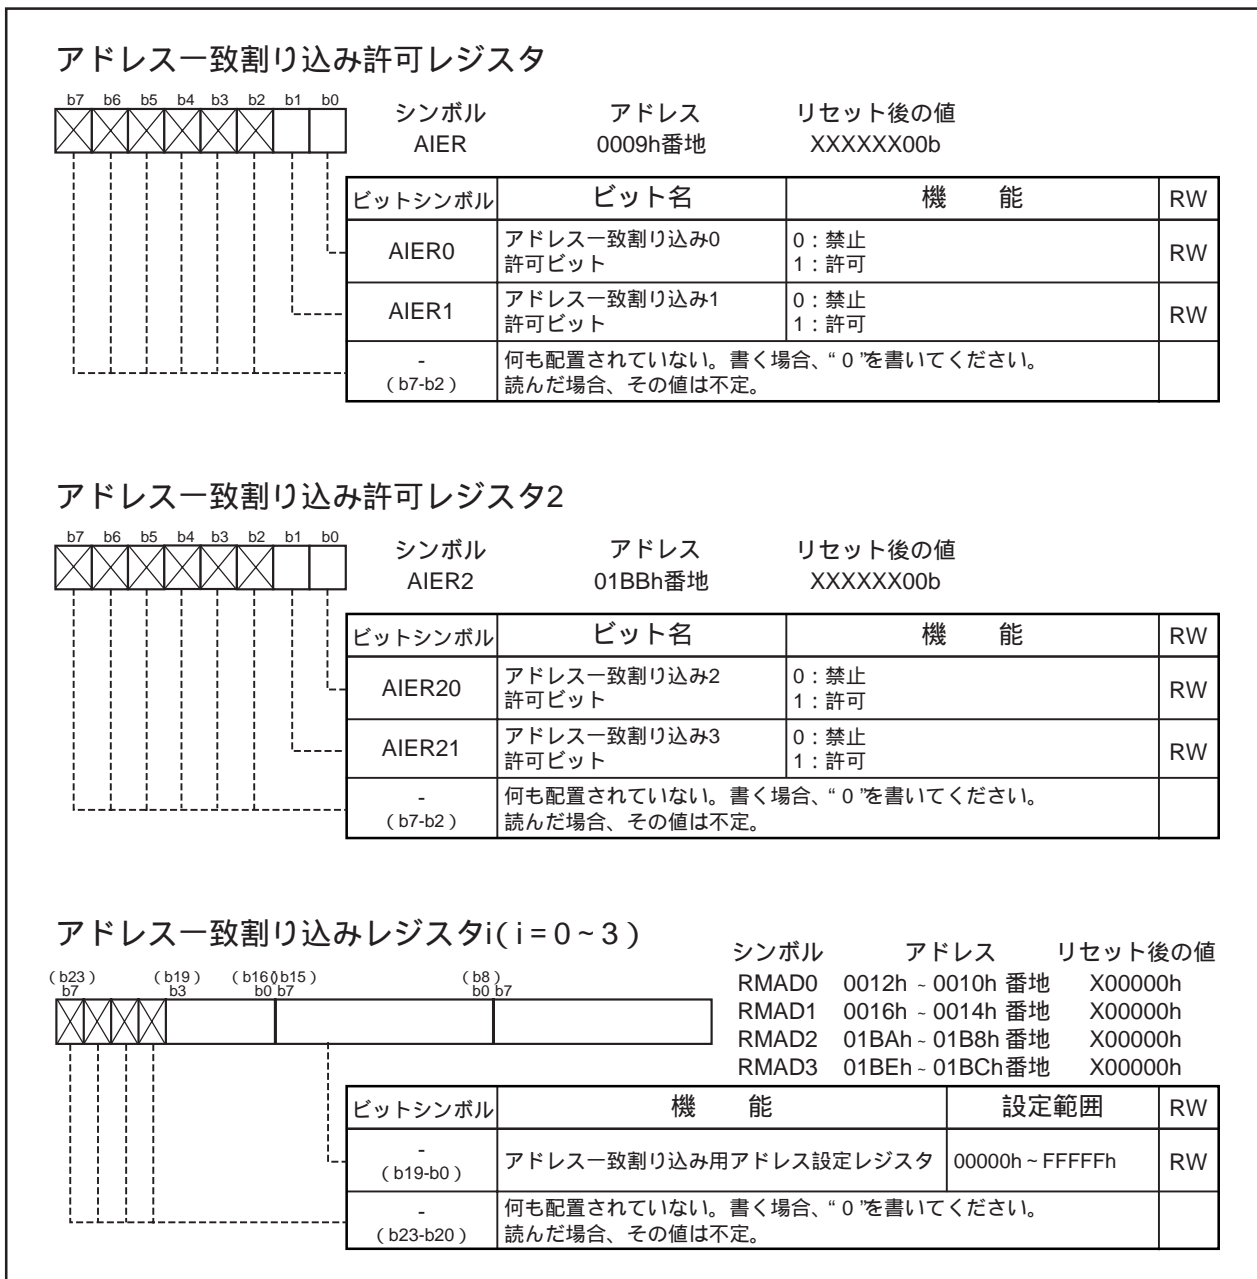 アドレス一致割り込み許可レジスタ
b7 b6 b5 b4 b3 b2 b1 b0
シンボル アドレス リセット後の値
AIER 0009h番地 XXXXXX00b
ビットシンボル ビット名 機 能 RW
AIER0 アドレス一致割り込み0 0:禁止 RW
許可ビット 1:許可
AIER1 アドレス一致割り込み1 0:禁止 RW
許可ビット 1:許可
- 何も配置されていない。書く場合、“0”を書いてください。
(b7-b2) 読んだ場合、その値は不定。
アドレス一致割り込み許可レジスタ2
b7 b6 b5 b4 b3 b2 b1 b0
シンボル アドレス リセット後の値
AIER2 01BBh番地 XXXXXX00b
ビットシンボル ビット名 機 能 RW
AIER20 アドレス一致割り込み2 0:禁止 RW
許可ビット 1:許可
AIER21 アドレス一致割り込み3 0:禁止 RW
許可ビット 1:許可
- 何も配置されていない。書く場合、“0”を書いてください。
(b7-b2) 読んだ場合、その値は不定。
アドレス一致割り込みレジスタi(i=0~3)
シンボル アドレス リセット後の値
(b23) (b19) (b16)(b15) (b8)
b7 b3 b0 b7 b0 b7
RMAD0 0012h~0010h番地 X00000h
RMAD1 0016h~0014h番地 X00000h
RMAD2 01BAh~01B8h番地 X00000h
RMAD3 01BEh~01BCh番地 X00000h
ビットシンボル 機 能 設定範囲 RW
- アドレス一致割り込み用アドレス設定レジスタ 00000h~FFFFFh RW
(b19-b0)
- 何も配置されていない。書く場合、“0”を書いてください。
(b23-b20) 読んだ場合、その値は不定。